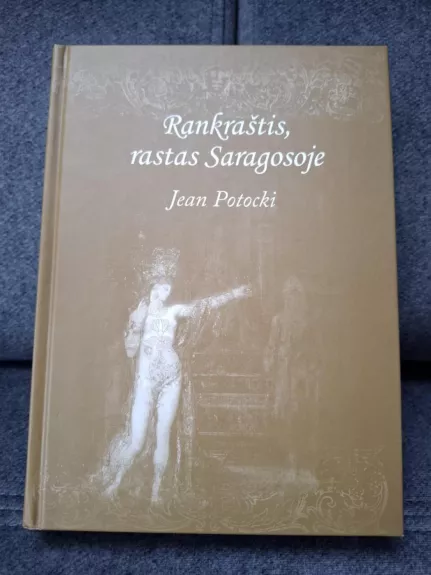 Rankraštis,
rastas Saragosoje
Jean Potocki